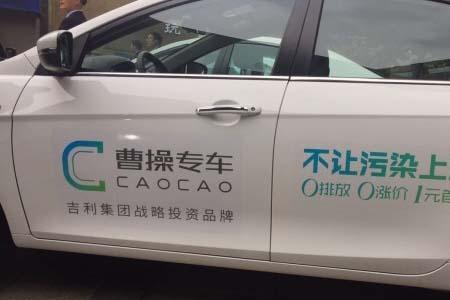 曹操专车
CAOCAO
吉利集团战略投资品牌
不让污染上
0排放 0涨价 1元首